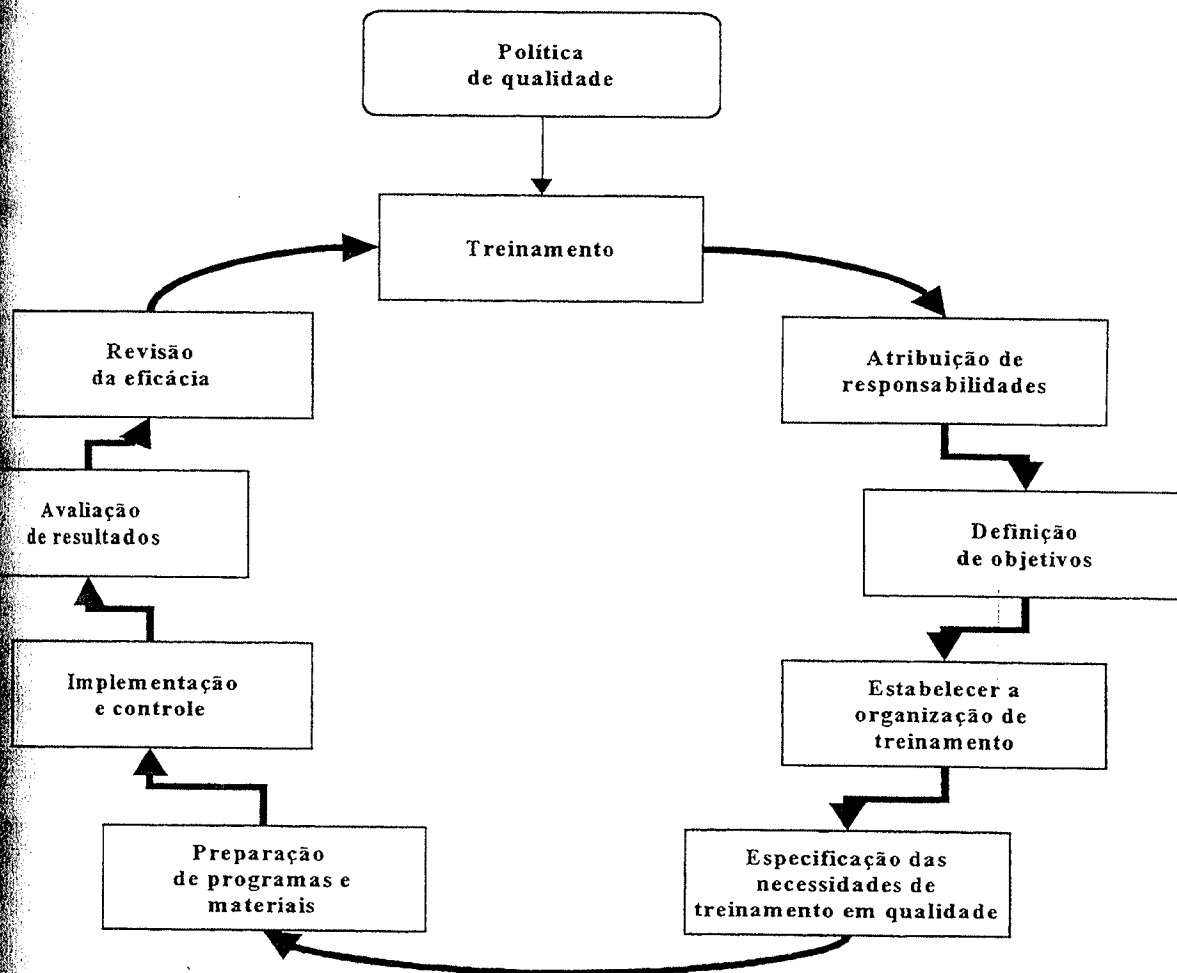 Política
de qualidade
Treinamento
Atribuição de
responsabilidades
Definição
de objetivos
Estabelecer a
organização de
treinamento
Especificação das
necessidades de
treinamento em qualidade
Preparação
de programas e
materiais
Implementação
e controle
Avaliação
de resultados
Revisão
da eficácia